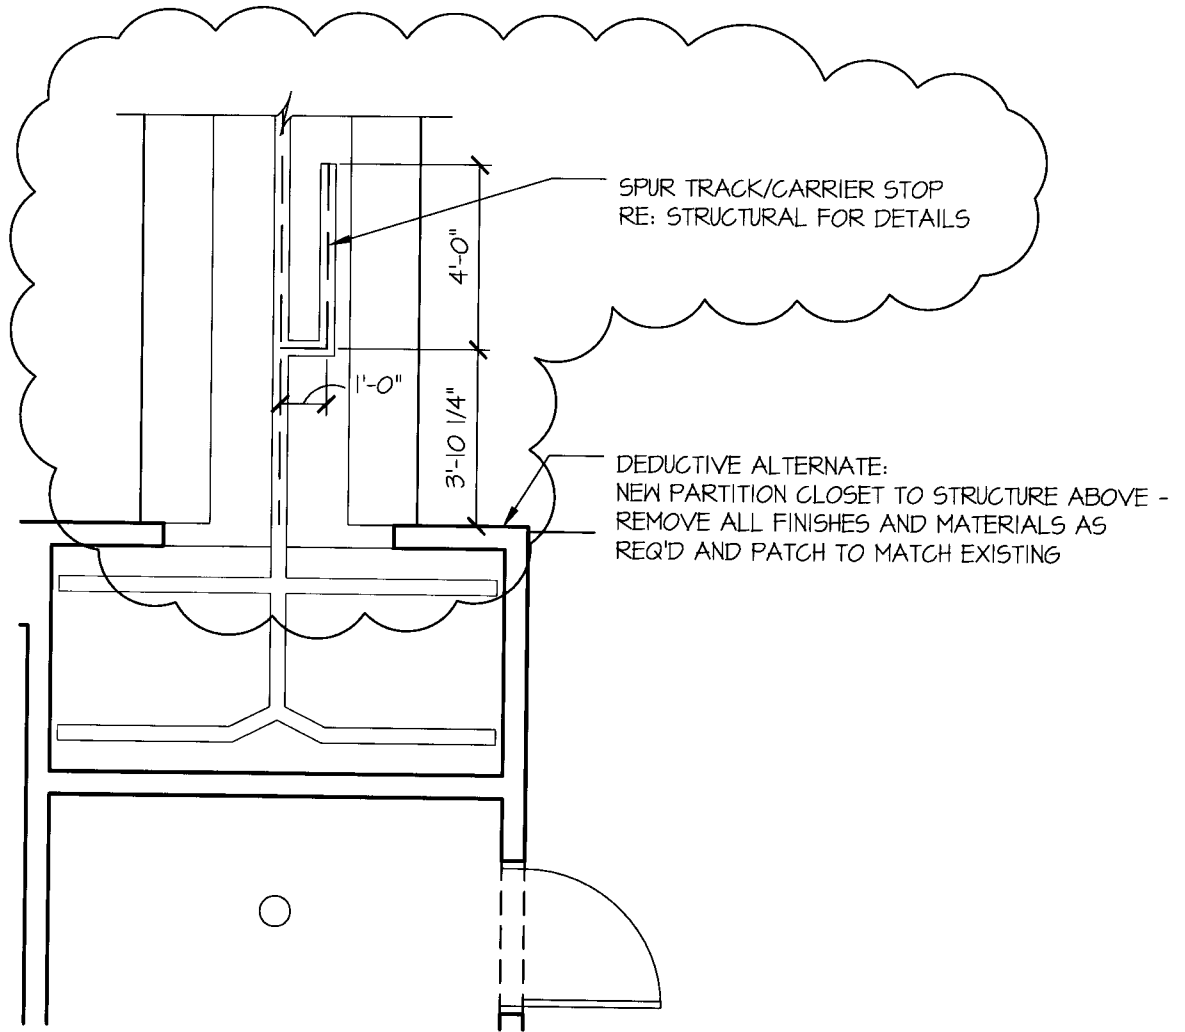 SPUR TRACK/CARRIER STOP
RE: STRUCTURAL FOR DETAILS
4'-0"
1'-0"
3'-10 1/4"
DEDUCTIVE ALTERNATE:
NEW PARTITION CLOSET TO STRUCTURE ABOVE -
REMOVE ALL FINISHES AND MATERIALS AS
REQ'D AND PATCH TO MATCH EXISTING